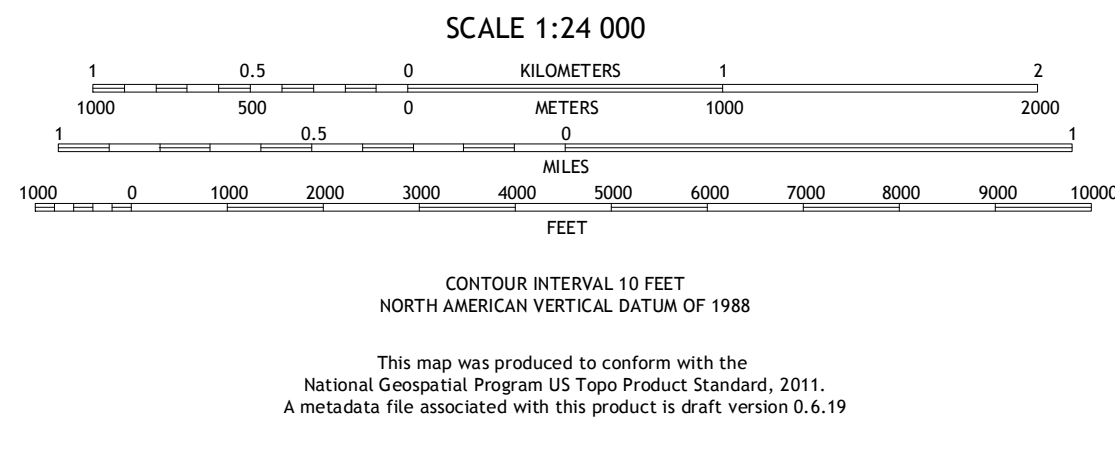 SCALE 1:24 000
1 0.5 0 KILOMETERS 1 2
1000 500 0 METERS 1000 2000
1 0.5 0 1
MILES
1000 0 1000 2000 3000 4000 5000 6000 7000 8000 9000 10000
FEET
CONTOUR INTERVAL 10 FEET
NORTH AMERICAN VERTICAL DATUM OF 1988
This map was produced to conform with the
National Geospatial Program US Topo Product Standard, 2011.
A metadata file associated with this product is draft version 0.6.19